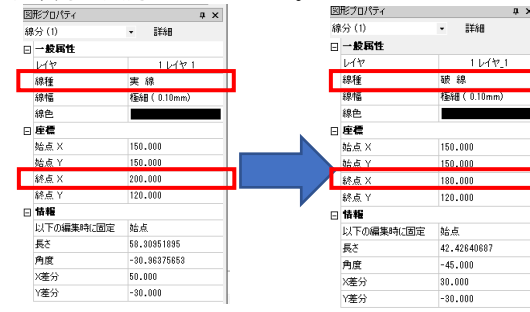 図形プロパティ
線分 (1) 詳細
一般属性
レイヤ 1 レイヤ 1
線種 実 線
線幅 極細 ( 0.10mm)
線色
座標
始点 X 150.000
始点 Y 150.000
終点 X 200.000
終点 Y 120.000
情報
以下の編集時に固定 始点
長さ 58.30951895
角度 -30.96375653
X差分 50.000
Y差分 -30.000
図形プロパティ
線分 (1) 詳細
一般属性
レイヤ 1 レイヤ_1
線種 破 線
線幅 極細 ( 0.10mm)
線色
座標
始点 X 150.000
始点 Y 150.000
終点 X 180.000
終点 Y 120.000
情報
以下の編集時に固定 始点
長さ 42.42640687
角度 -45.000
X差分 30.000
Y差分 -30.000